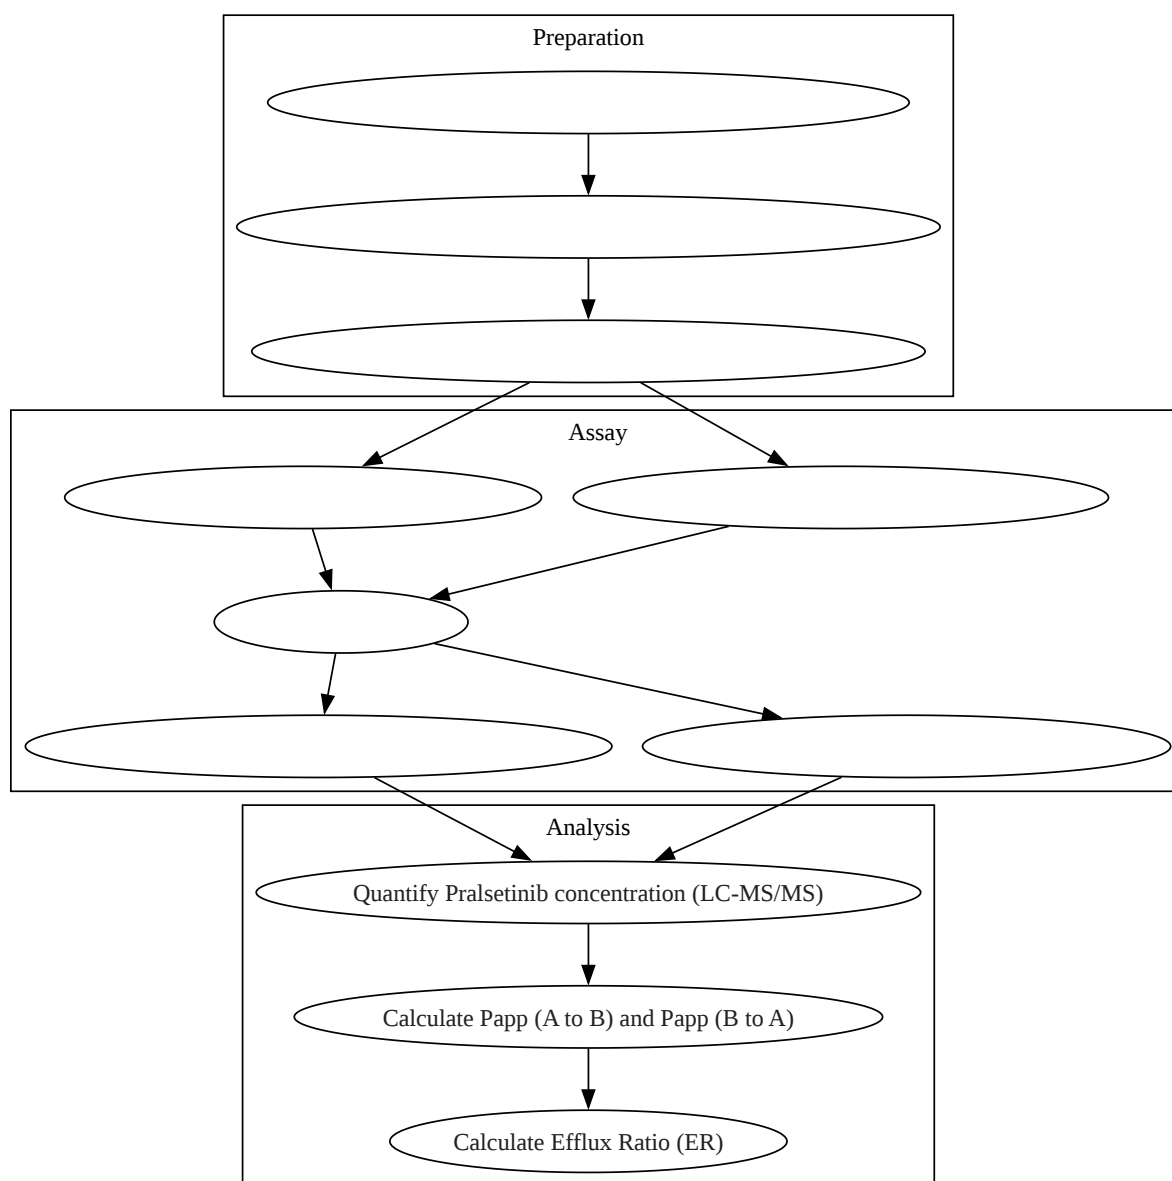 Preparation
Assay
Analysis
Quantify Pralsetinib concentration (LC-MS/MS)
Calculate Papp (A to B) and Papp (B to A)
Calculate Efflux Ratio (ER)